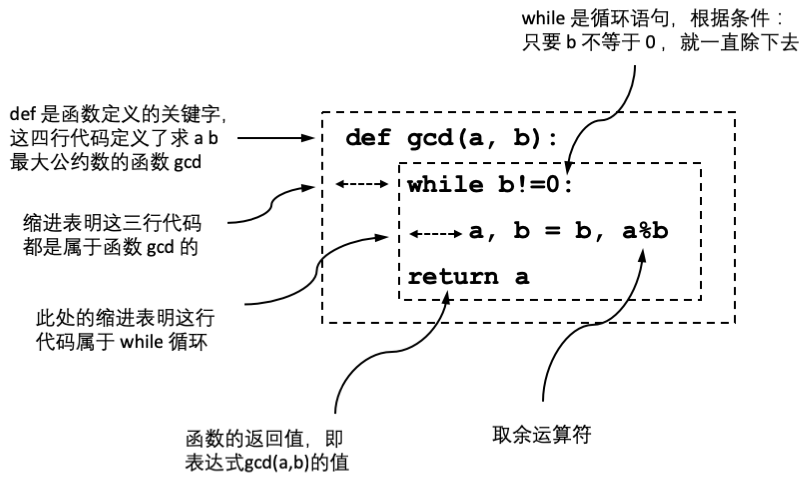 while 是循环语句，根据条件：
只要 b 不等于 0 ，就一直除下去
def 是函数定义的关键字，
这四行代码定义了求 a b
最大公约数的函数 gcd
def gcd(a, b):
while b!=0:
a, b = b, a%b
return a
缩进表明这三行代码
都是属于函数 gcd 的
此处的缩进表明这行
代码属于 while 循环
函数的返回值，即
表达式gcd(a,b)的值
取余运算符